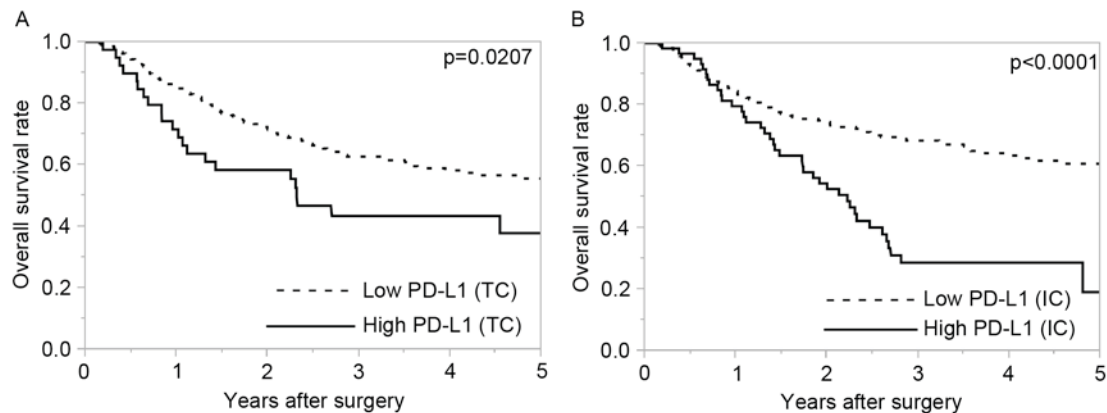 A
p=0.0207
Overall survival rate
1.0
0.8
0.6
0.4
0.2
0.0
Low PD-L1 (TC)
High PD-L1 (TC)
0 1 2 3 4 5
Years after surgery
B
p<0.0001
Overall survival rate
1.0
0.8
0.6
0.4
0.2
0.0
Low PD-L1 (IC)
High PD-L1 (IC)
0 1 2 3 4 5
Years after surgery